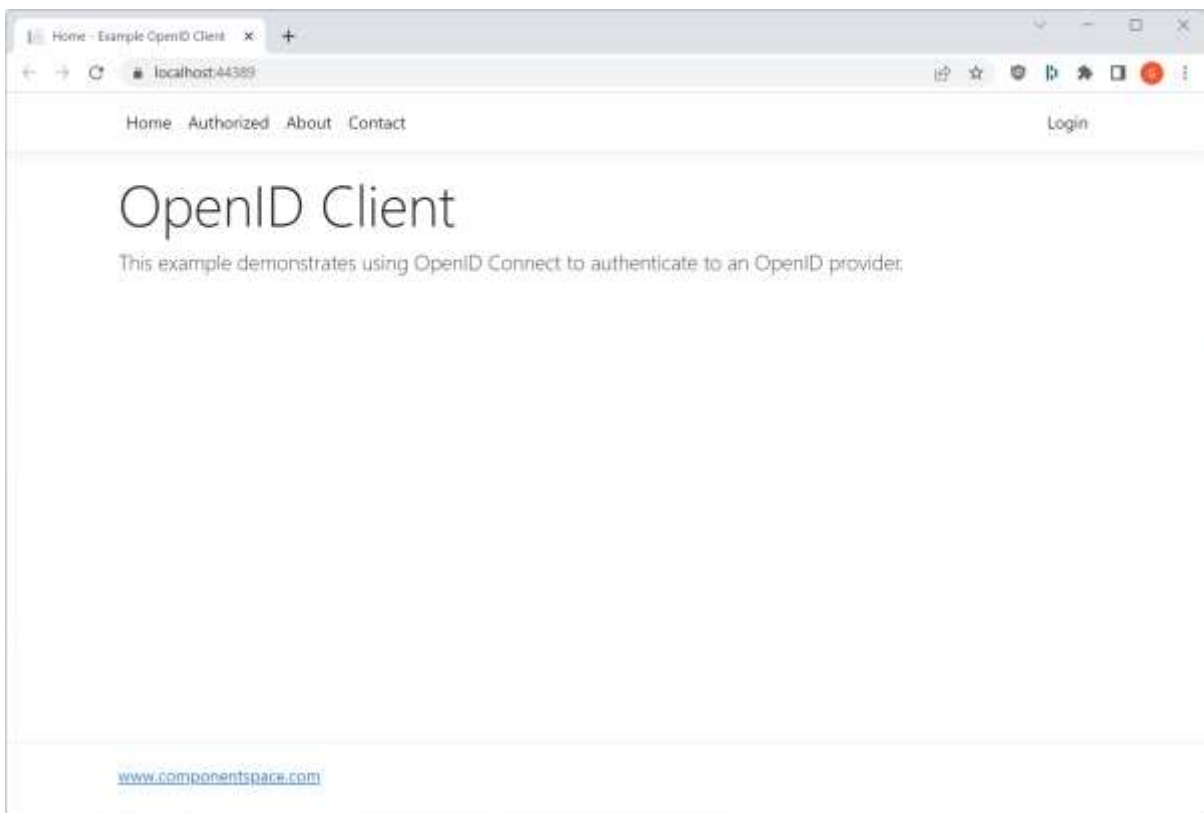 Home - Example OpenID Client
localhost:44389
Home Authorized About Contact Login
OpenID Client
This example demonstrates using OpenID Connect to authenticate to an OpenID provider.
www.componentspace.com